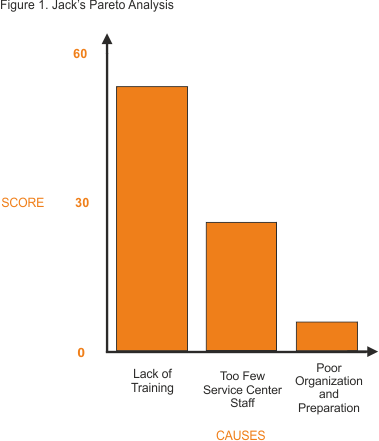 Figure 1. Jack's Pareto Analysis
60
SCORE
30
0
Lack of
Training
Too Few
Service Center
Staff
Poor
Organization
and
Preparation
CAUSES